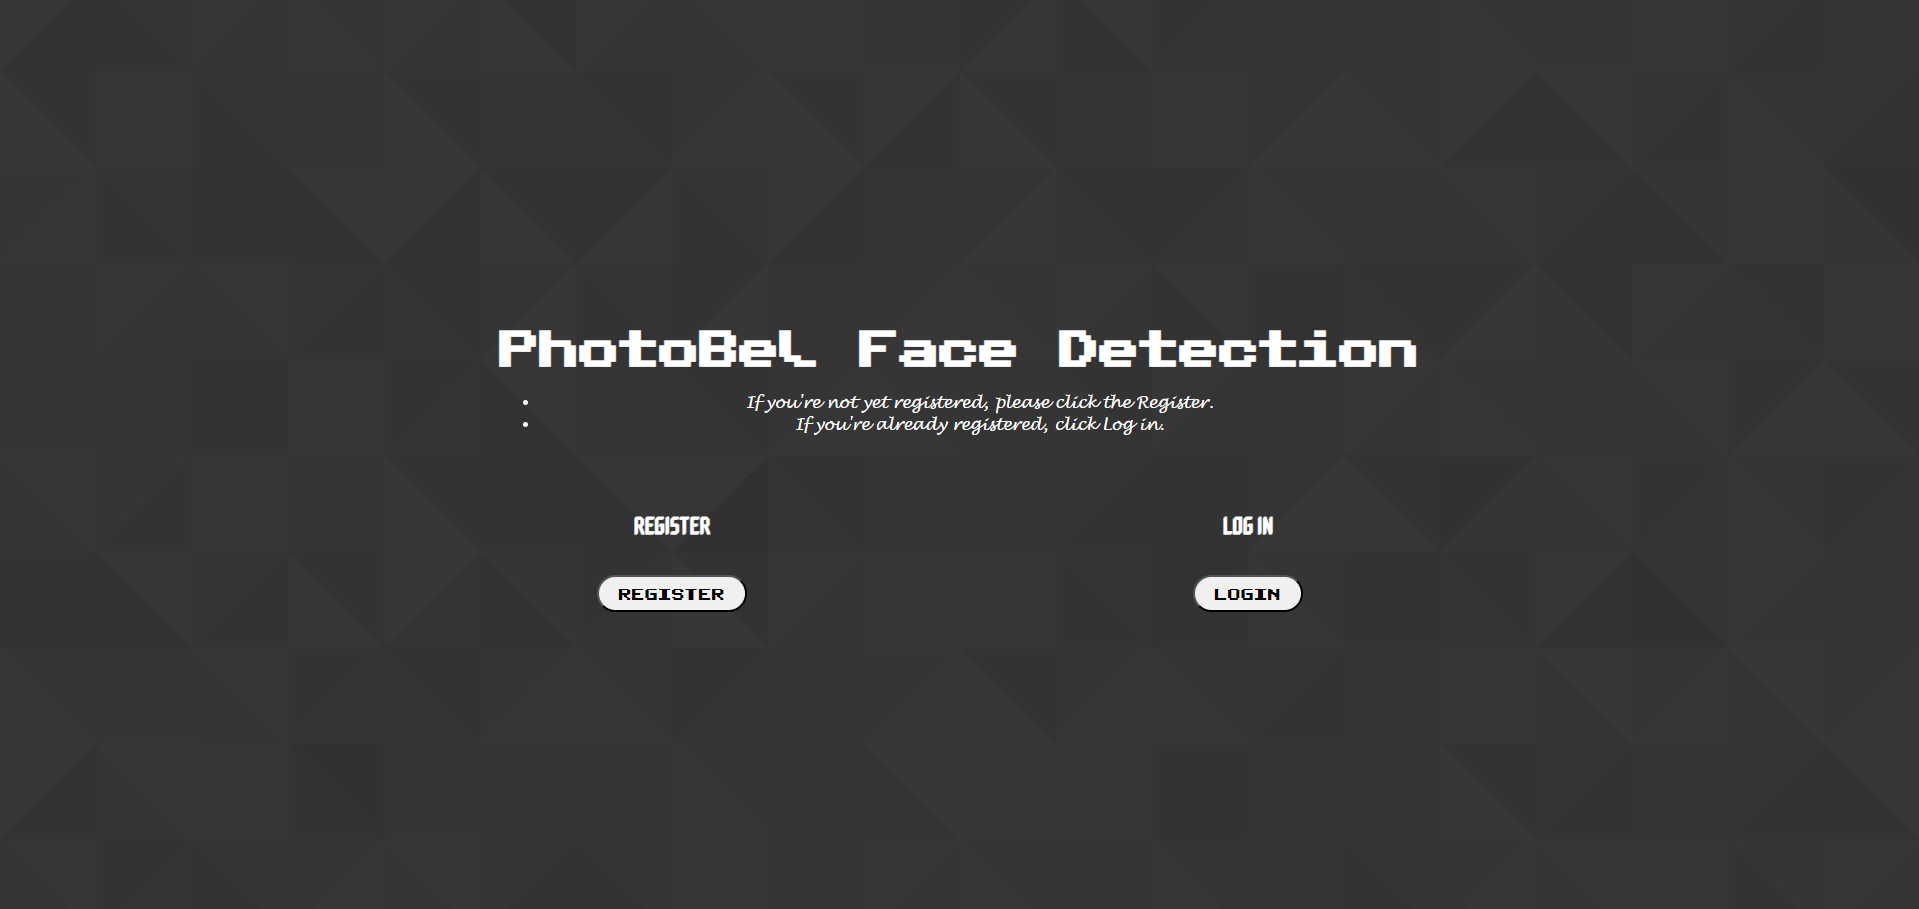 PhotoBel Face Detection
If you're not yet registered, please click the Register.
If you're already registered, click Log in.
REGISTER
LOG IN
REGISTER
LOGIN